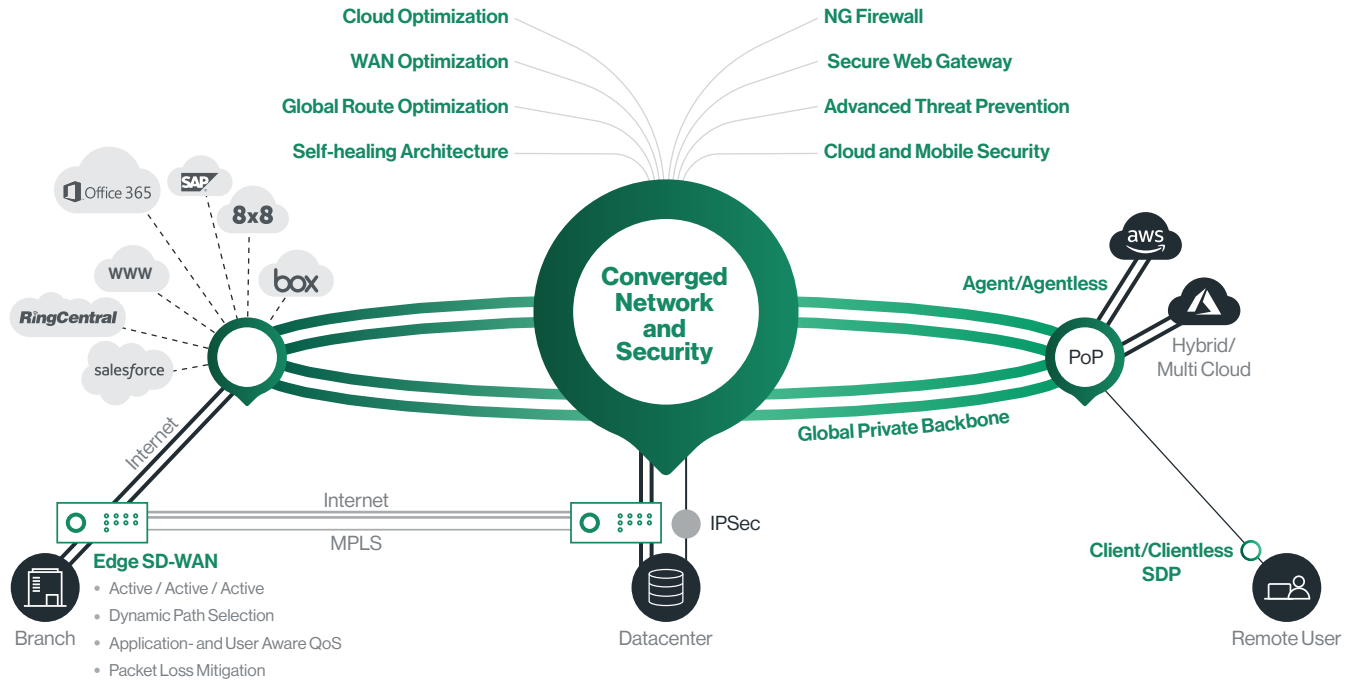 Cloud Optimization
WAN Optimization
Global Route Optimization
Self-healing Architecture
NG Firewall
Secure Web Gateway
Advanced Threat Prevention
Cloud and Mobile Security
Office 365
SAP
8x8
www
box
RingCentral
salesforce
Converged
Network
and
Security
aws
Agent/Agentless
PoP
Hybrid/
Multi Cloud
Global Private Backbone
Internet
Internet
MPLS
IPSec
Edge SD-WAN
• Active / Active / Active
• Dynamic Path Selection
• Application- and User Aware QoS
• Packet Loss Mitigation
Branch
Datacenter
Client/Clientless
SDP
Remote User